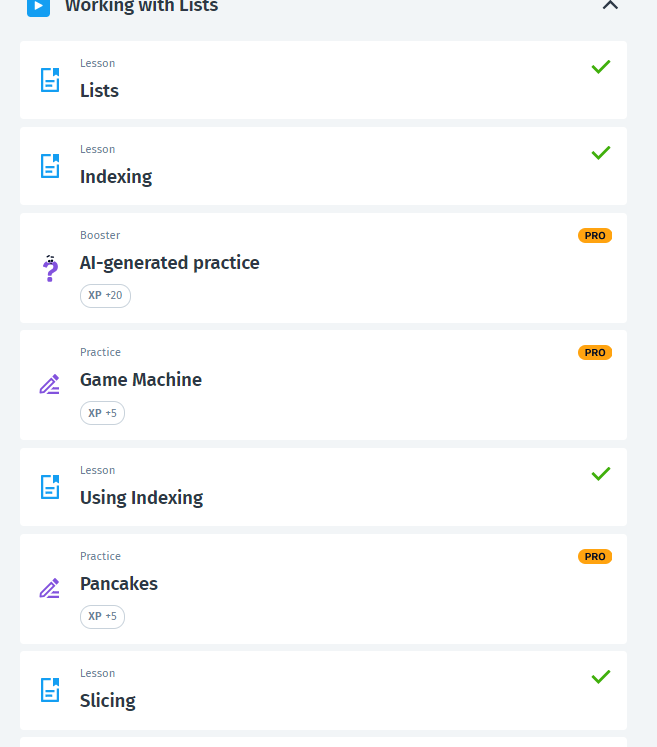 Working with Lists
Lesson
Lists
Lesson
Indexing
Booster
PRO
AI-generated practice
XP +20
Practice
PRO
Game Machine
XP +5
Lesson
Using Indexing
Practice
PRO
Pancakes
XP +5
Lesson
Slicing